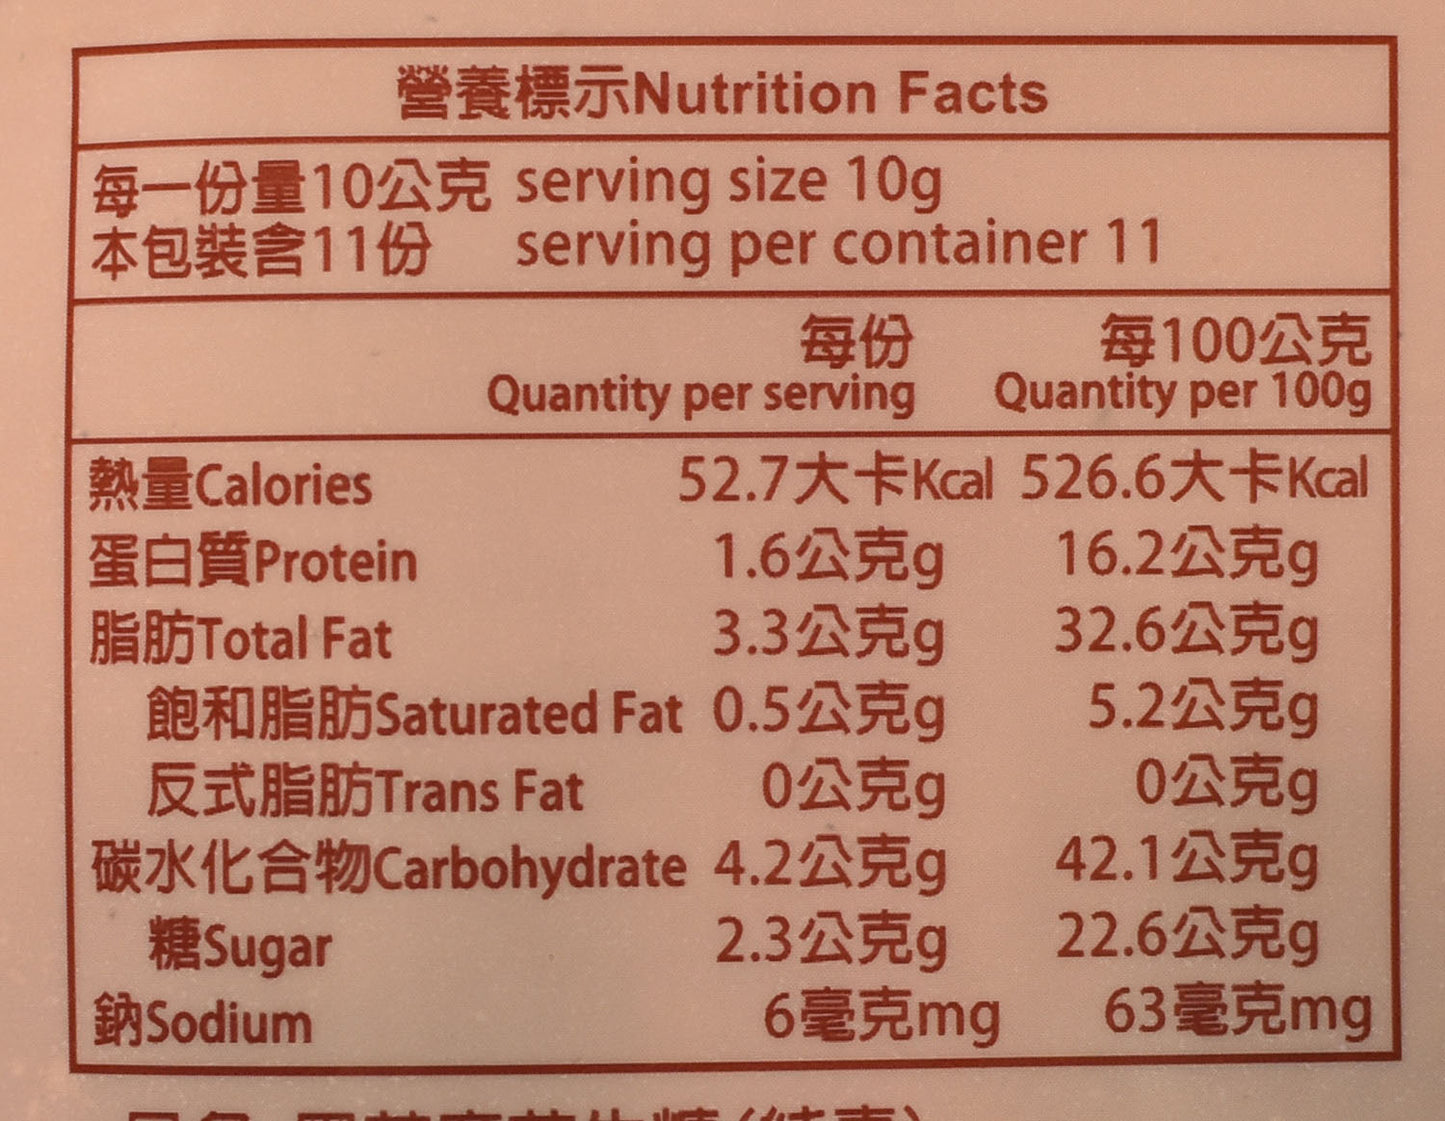 營養標示Nutrition Facts
每一份量10公克 serving size 10g
本包裝含11份 serving per container 11
每份 每100公克
Quantity per serving Quantity per 100g
熱量Calories 52.7大卡Kcal 526.6大卡Kcal
蛋白質Protein 1.6公克g 16.2公克g
脂肪Total Fat 3.3公克g 32.6公克g
飽和脂肪Saturated Fat 0.5公克g 5.2公克g
反式脂肪Trans Fat 0公克g 0公克g
碳水化合物Carbohydrate 4.2公克g 42.1公克g
糖Sugar 2.3公克g 22.6公克g
鈉Sodium 6毫克mg 63毫克mg